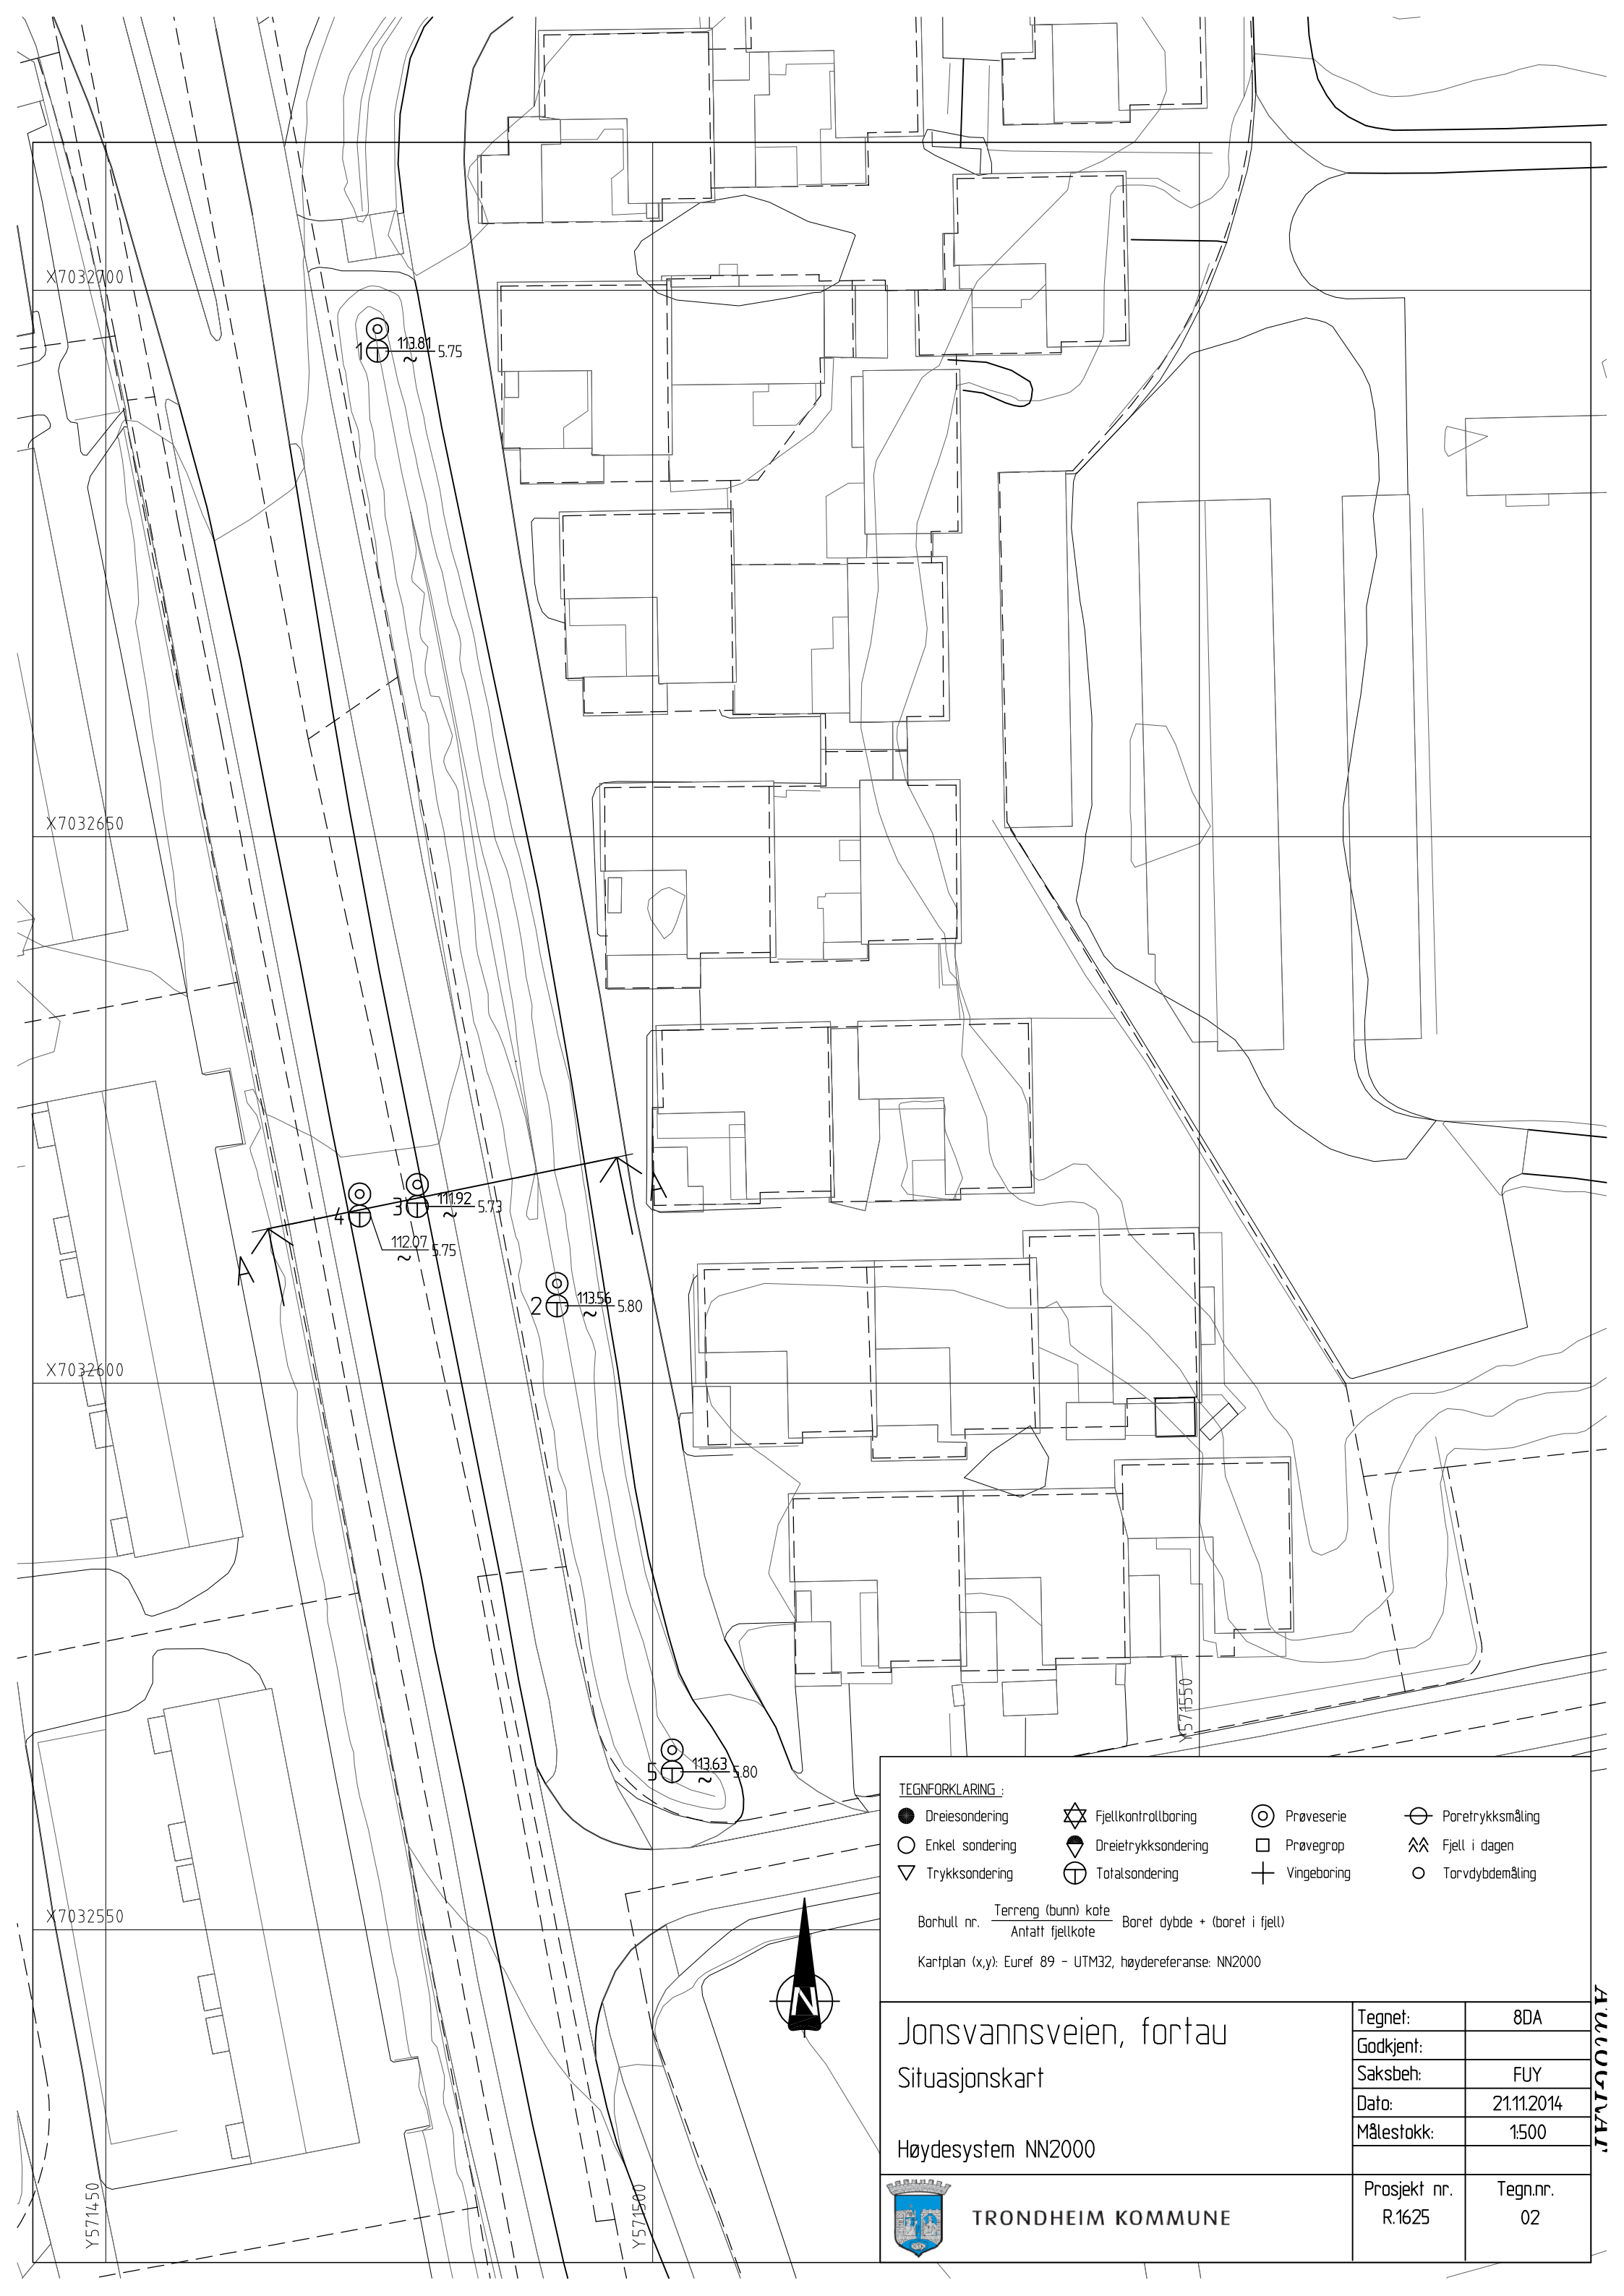 X7032700
1 113.81 5.75
~
X7032650
A
4 3 111.92 5.73
~
112.07 5.75
~
A
2 113.56 5.80
~
X7032600
Y571550
5 113.63 5.80
~
X7032550
Y571450
Y571500
TEGNFORKLARING :
Dreiesondering Fjellkontrollboring Prøveserie Poretrykksmåling
Enkel sondering Dreietrykksondering Prøvegrop Fjell i dagen
Trykksondering Totalsondering Vingeboring Torvdybdemåling
Borhull nr. Terreng (bunn) kote Boret dybde + (boret i fjell)
Antatt fjellkote
Kartplan (x,y): Euref 89 - UTM32, høydereferanse: NN2000
N
Jonsvannsveien, fortau
Situasjonskart
Høydesystem NN2000
Tegnet: 8DA
Godkjent:
Saksbeh: FUY
Dato: 21.11.2014
Målestokk: 1:500
Prosjekt nr. Tegn.nr.
R.1625 02
TRONDHEIM KOMMUNE